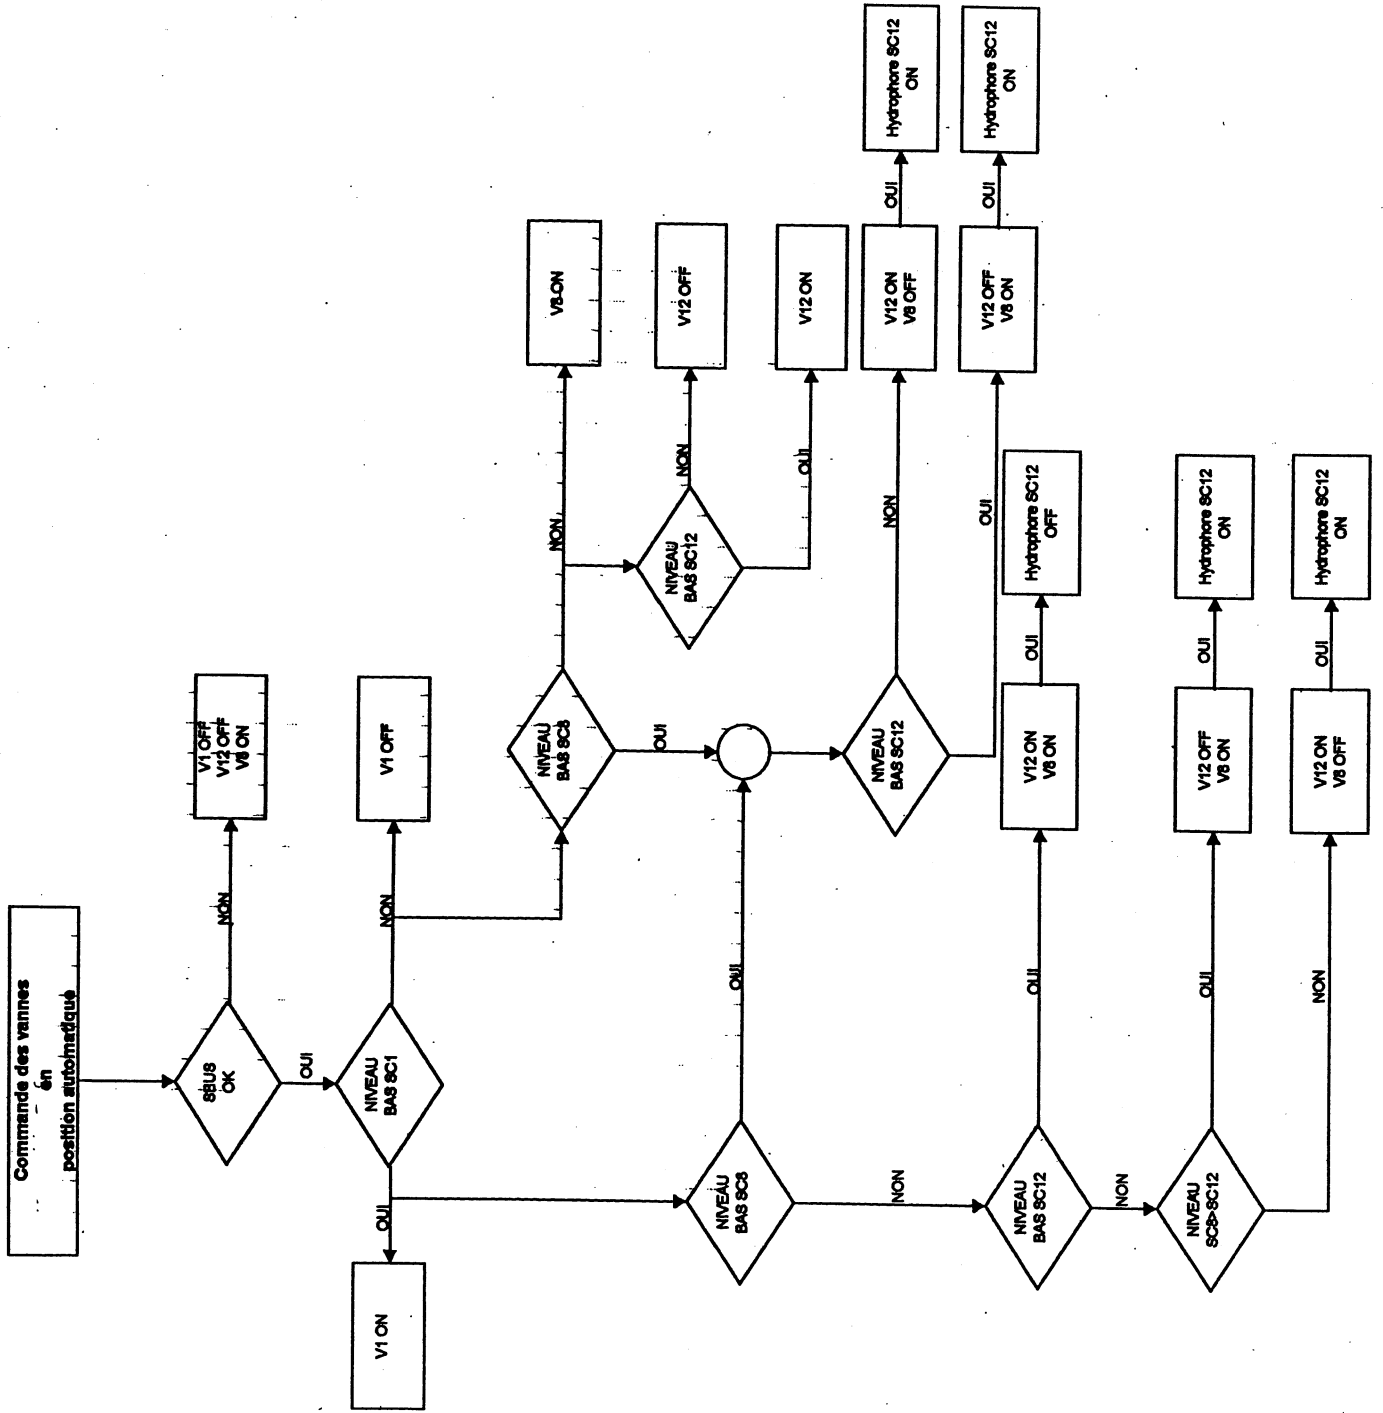 Commande des vannes
en
position automatique
SBUS
OK
NON
V1 OFF
V12 OFF
V8 ON
OUI
V1 ON
OUI
NIVEAU
BAS SC1
NON
V1 OFF
NIVEAU
BAS SC8
NON
V8 ON
OUI
NIVEAU
BAS SC12
NON
V12 OFF
OUI
V12 ON
NIVEAU
BAS SC8
OUI
NON
NIVEAU
BAS SC12
NON
V12 ON
V8 OFF
OUI
Hydrophore SC12
ON
OUI
V12 OFF
V8 ON
OUI
Hydrophore SC12
ON
NIVEAU
BAS SC12
OUI
V12 ON
V8 ON
OUI
Hydrophore SC12
OFF
NON
NIVEAU
SC8>SC12
OUI
V12 OFF
V8 ON
OUI
Hydrophore SC12
ON
NON
V12 ON
V8 OFF
OUI
Hydrophore SC12
ON